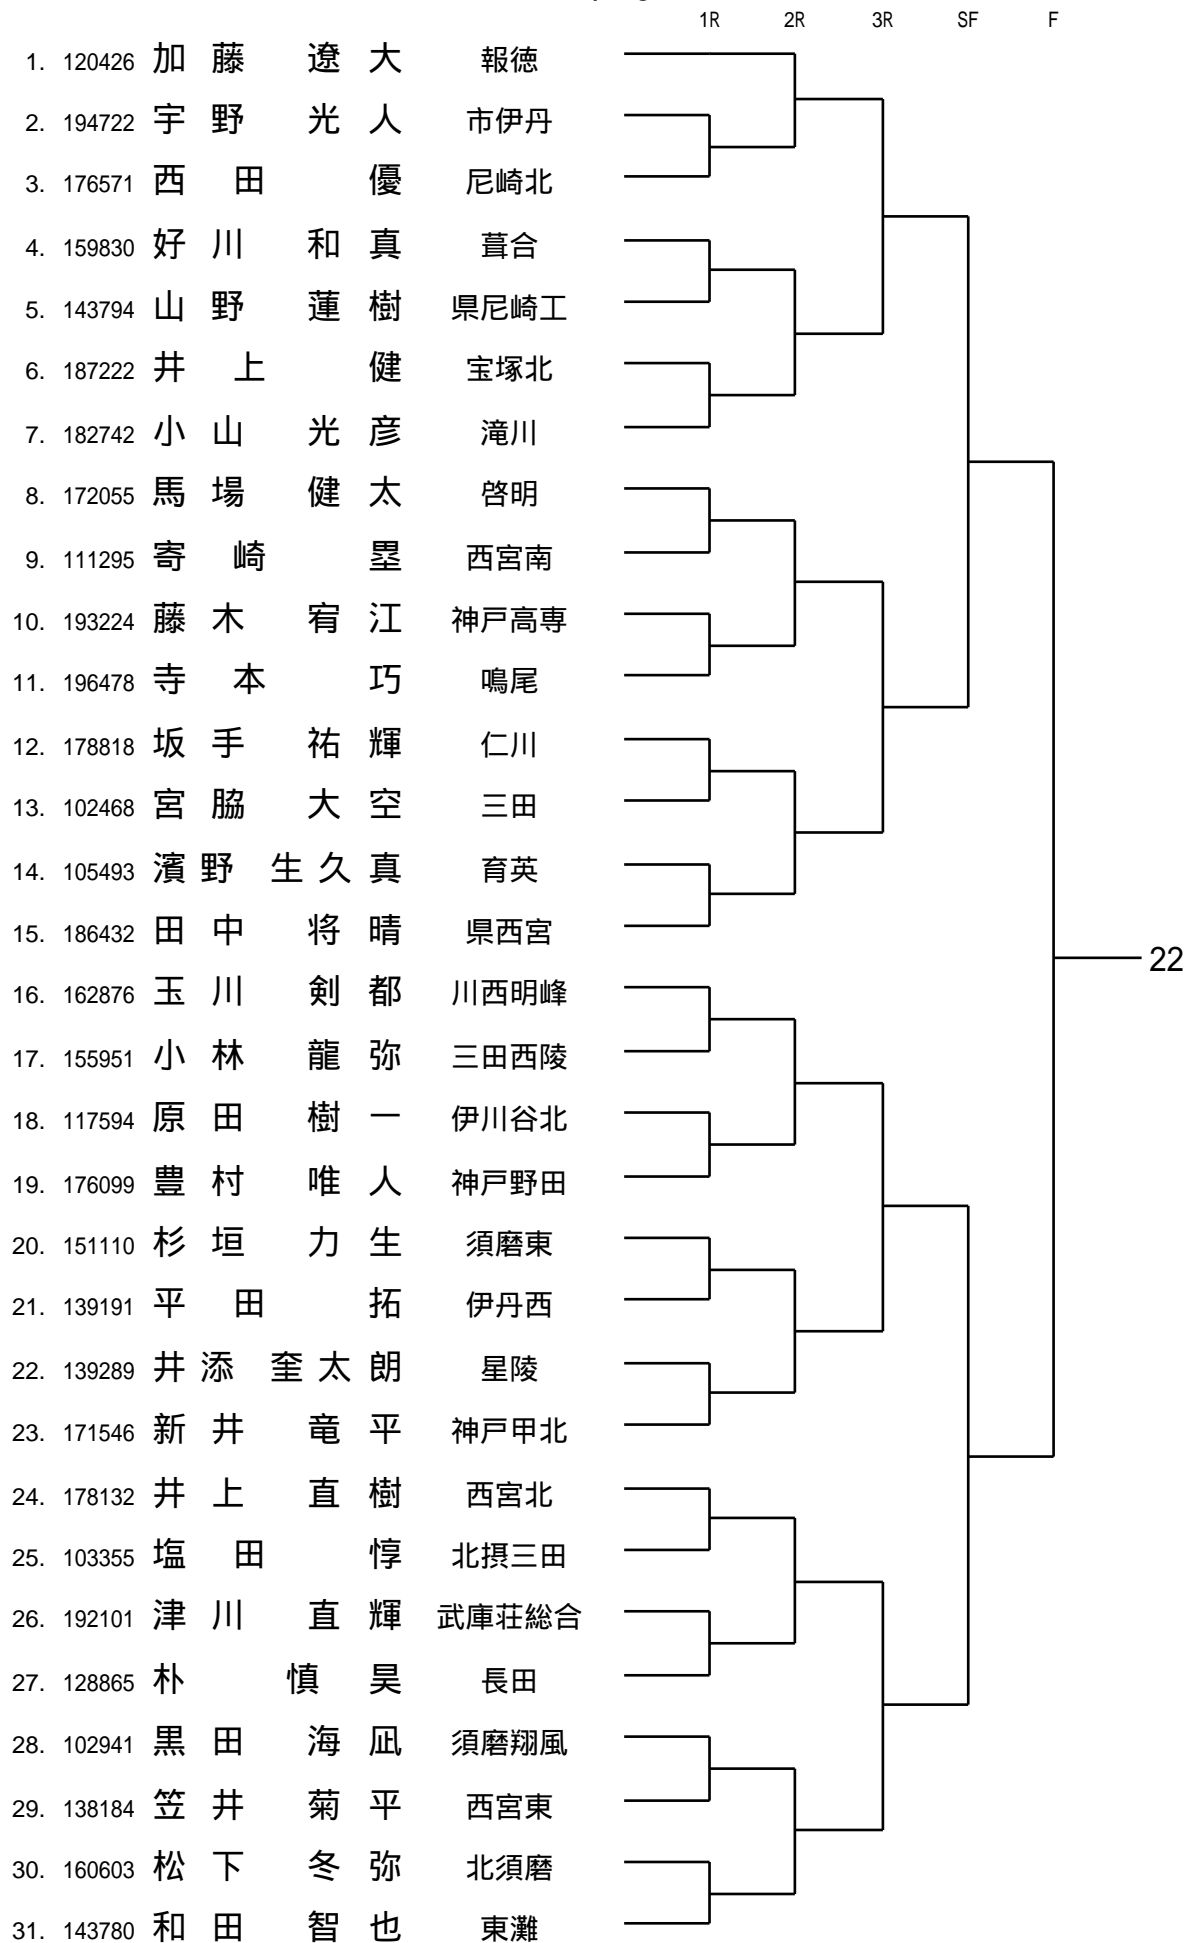 1R 2R 3R SF F
1. 120426 加藤 遼大 報徳
2. 194722 宇野 光人 市伊丹
3. 176571 西田 優 尼崎北
4. 159830 好川 和真 葺合
5. 143794 山野 蓮樹 県尼崎工
6. 187222 井上 健 宝塚北
7. 182742 小山 光彦 滝川
8. 172055 馬場 健太 啓明
9. 111295 寄崎 塁 西宮南
10. 193224 藤木 宥江 神戸高専
11. 196478 寺本 巧 鳴尾
12. 178818 坂手 祐輝 仁川
13. 102468 宮脇 大空 三田
14. 105493 濱野 生久真 育英
15. 186432 田中 将晴 県西宮
22
16. 162876 玉川 剣都 川西明峰
17. 155951 小林 龍弥 三田西陵
18. 117594 原田 樹一 伊川谷北
19. 176099 豊村 唯人 神戸野田
20. 151110 杉垣 力生 須磨東
21. 139191 平田 拓 伊丹西
22. 139289 井添 奎太朗 星陵
23. 171546 新井 竜平 神戸甲北
24. 178132 井上 直樹 西宮北
25. 103355 塩田 惇 北摂三田
26. 192101 津川 直輝 武庫荘総合
27. 128865 朴 慎昊 長田
28. 102941 黒田 海凪 須磨翔風
29. 138184 笠井 菊平 西宮東
30. 160603 松下 冬弥 北須磨
31. 143780 和田 智也 東灘